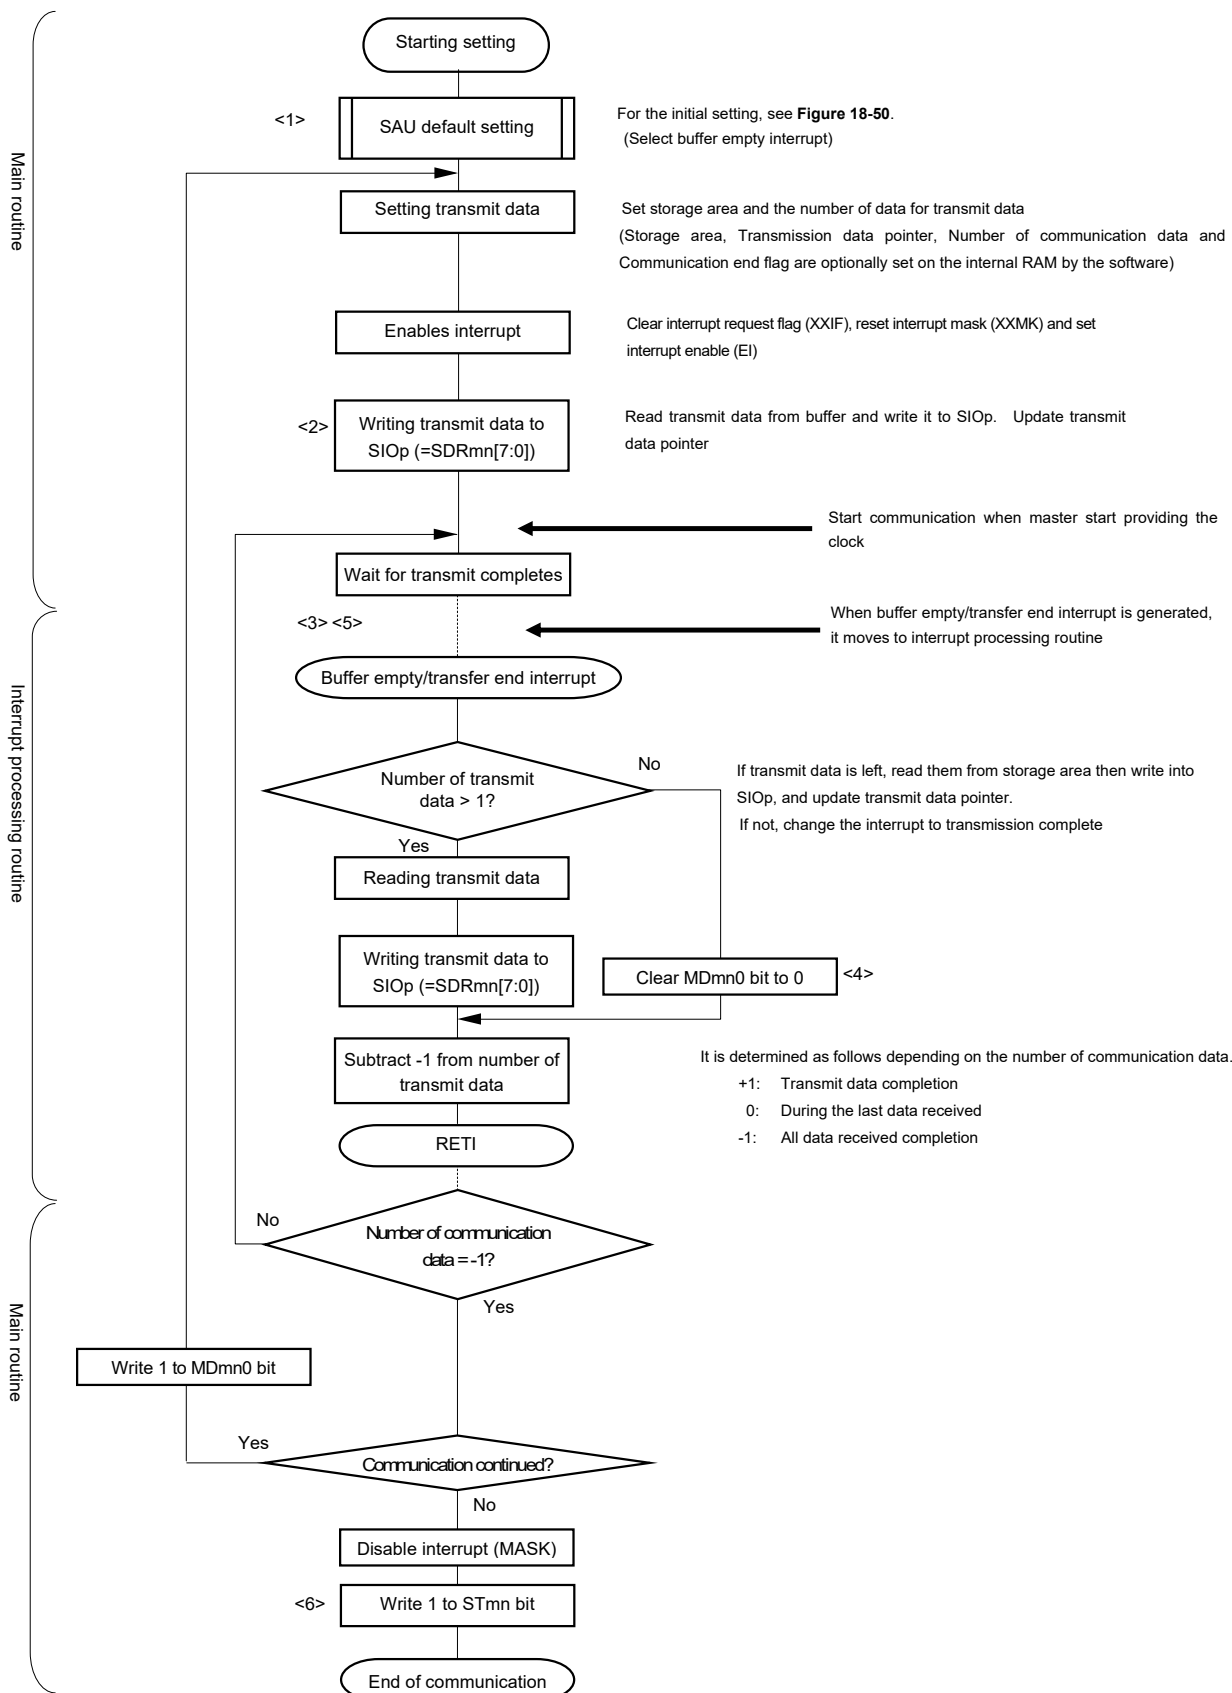 Starting setting
<1>
SAU default setting
For the initial setting, see Figure 18-50.
(Select buffer empty interrupt)
Main routine
Setting transmit data
Set storage area and the number of data for transmit data
(Storage area, Transmission data pointer, Number of communication data and
Communication end flag are optionally set on the internal RAM by the software)
Enables interrupt
Clear interrupt request flag (XXIF), reset interrupt mask (XXMK) and set
interrupt enable (EI)
<2>
Writing transmit data to
SIOp (=SDRmn[7:0])
Read transmit data from buffer and write it to SIOp. Update transmit
data pointer
Start communication when master start providing the
clock
Wait for transmit completes
<3> <5>
When buffer empty/transfer end interrupt is generated,
it moves to interrupt processing routine
Buffer empty/transfer end interrupt
Interrupt processing routine
Number of transmit
data > 1?
No
If transmit data is left, read them from storage area then write into
SIOp, and update transmit data pointer.
If not, change the interrupt to transmission complete
Yes
Reading transmit data
Writing transmit data to
SIOp (=SDRmn[7:0])
Clear MDmn0 bit to 0
<4>
Subtract -1 from number of
transmit data
It is determined as follows depending on the number of communication data.
+1: Transmit data completion
0: During the last data received
-1: All data received completion
RETI
No
Number of communication
data = -1?
Yes
Main routine
Write 1 to MDmn0 bit
Yes
Communication continued?
No
Disable interrupt (MASK)
<6>
Write 1 to STmn bit
End of communication